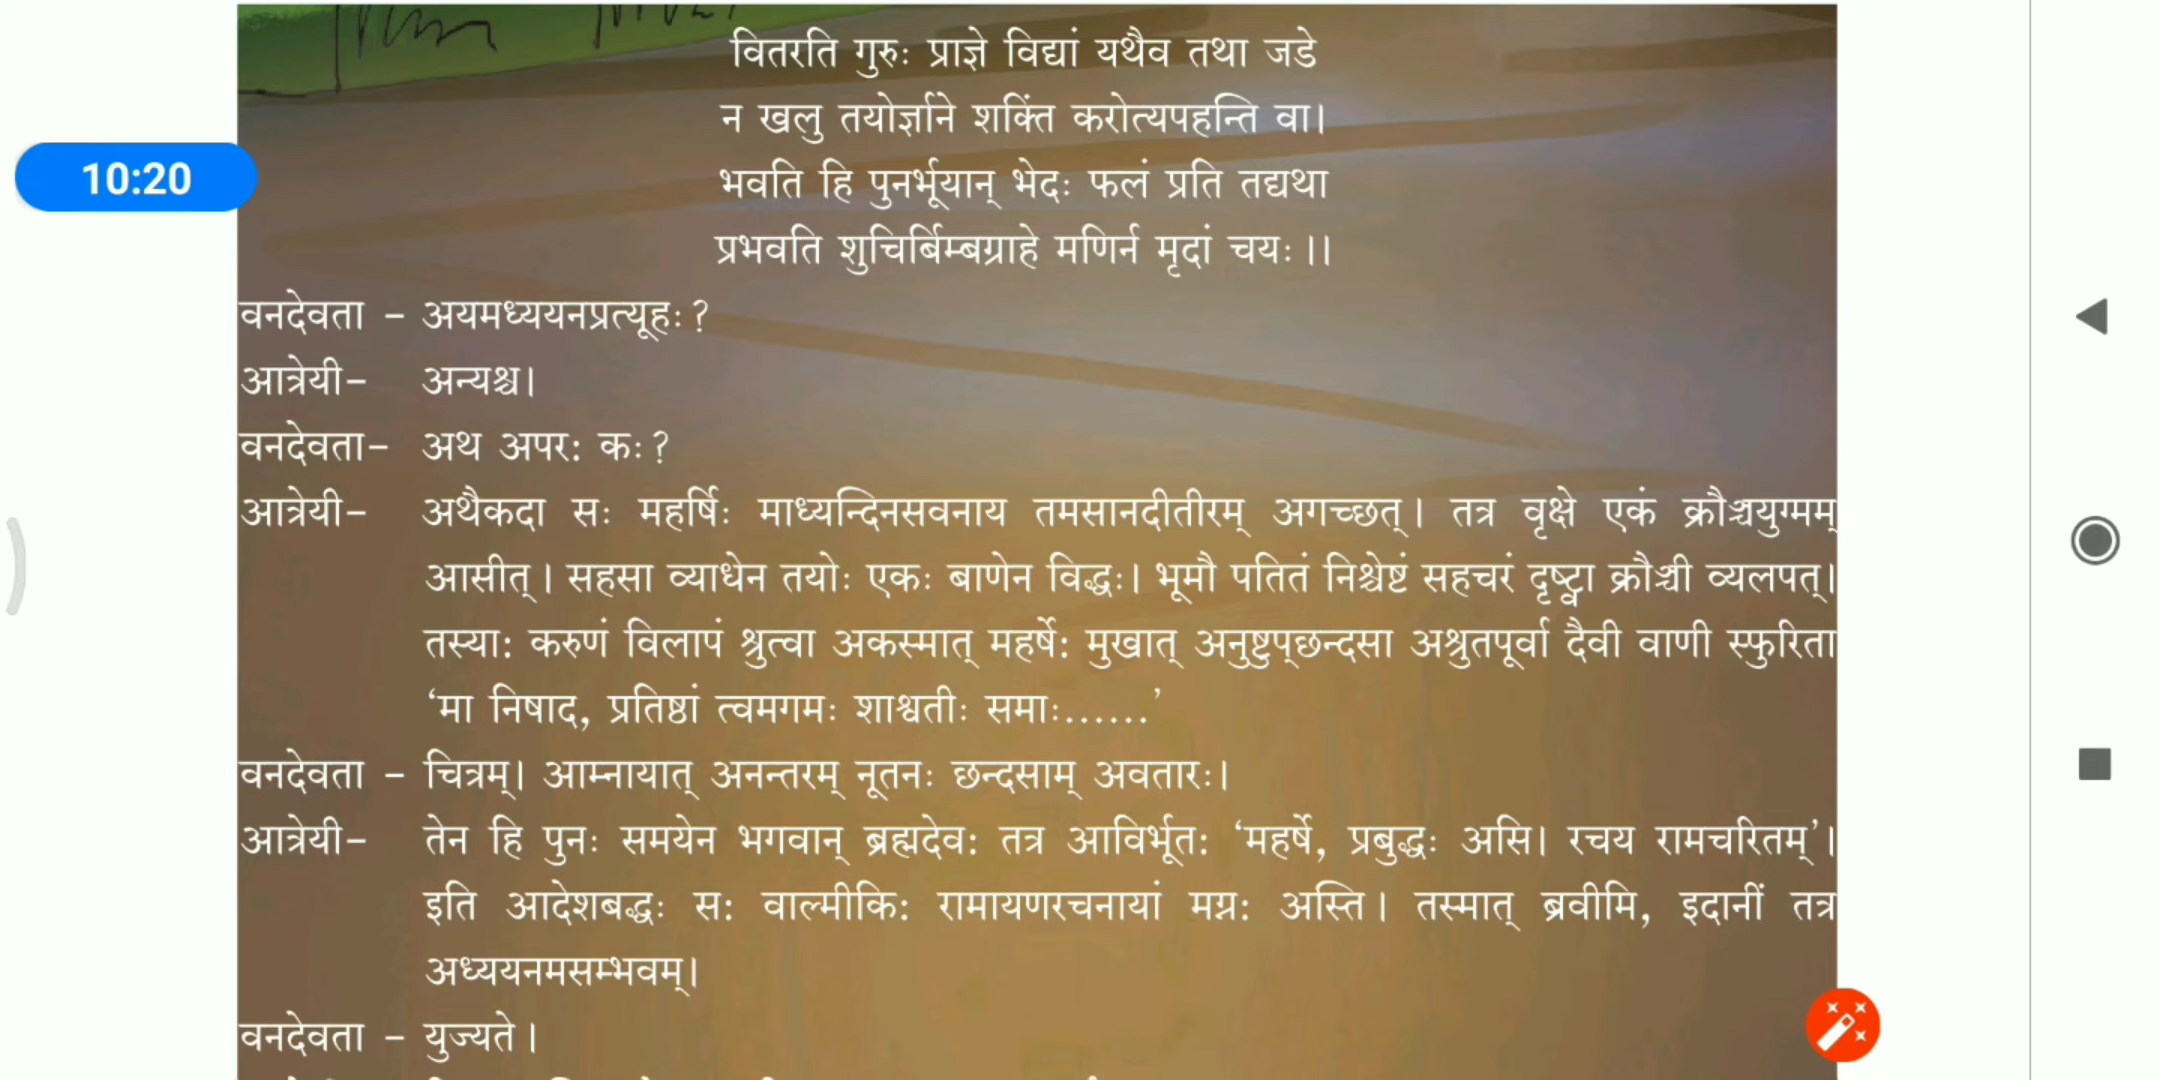 वितरति गुरुः प्राज्ञे विद्यां यथैव तथा जडे
न खलु तयोर्ज्ञाने शक्तिं करोत्यपहन्ति वा।
10:20
भवति हि पुनर्भूयान् भेदः फलं प्रति तद्यथा
प्रभवति शुचिर्बिम्बग्राहे मणिर्न मृदां चयः।।
वनदेवता - अयमध्ययनप्रत्यूहः?
आत्रेयी- अन्यश्च।
वनदेवता- अथ अपर: कः?
आत्रेयी- अथैकदा सः महर्षिः माध्यन्दिनसवनाय तमसानदीतीरम् अगच्छत्। तत्र वृक्षे एकं क्रौञ्चयुग्मम्
आसीत्। सहसा व्याधेन तयोः एकः बाणेन विद्धः। भूमौ पतितं निश्चेष्टं सहचरं दृष्ट्वा क्रौञ्ची व्यलपत्।
तस्या: करुणं विलापं श्रुत्वा अकस्मात् महर्षे: मुखात् अनुष्टुप्छन्दसा अश्रुतपूर्वा दैवी वाणी स्फुरिता
‘मा निषाद, प्रतिष्ठां त्वमगमः शाश्वतीः समाः......’
वनदेवता - चित्रम्। आम्नायात् अनन्तरम् नूतनः छन्दसाम् अवतारः।
आत्रेयी- तेन हि पुनः समयेन भगवान् ब्रह्मदेव: तत्र आविर्भूत: ‘महर्षे, प्रबुद्धः असि। रचय रामचरितम्’।
इति आदेशबद्धः स: वाल्मीकि: रामायणरचनायां मग्न: अस्ति। तस्मात् ब्रवीमि, इदानीं तत्र
अध्ययनमसम्भवम्।
वनदेवता - युज्यते।